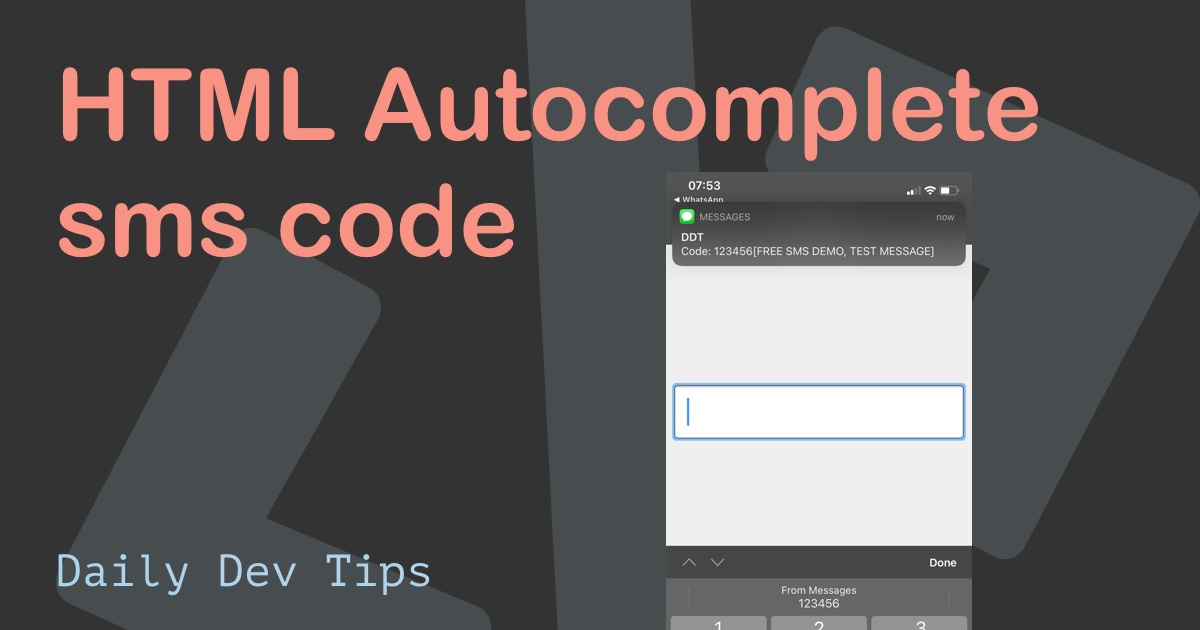 HTML Autocomplete
sms code
07:53
◀ WhatsApp
MESSAGES
now
DDT
Code: 123456[FREE SMS DEMO, TEST MESSAGE]
Done
From Messages
123456
1 2 3
Daily Dev Tips